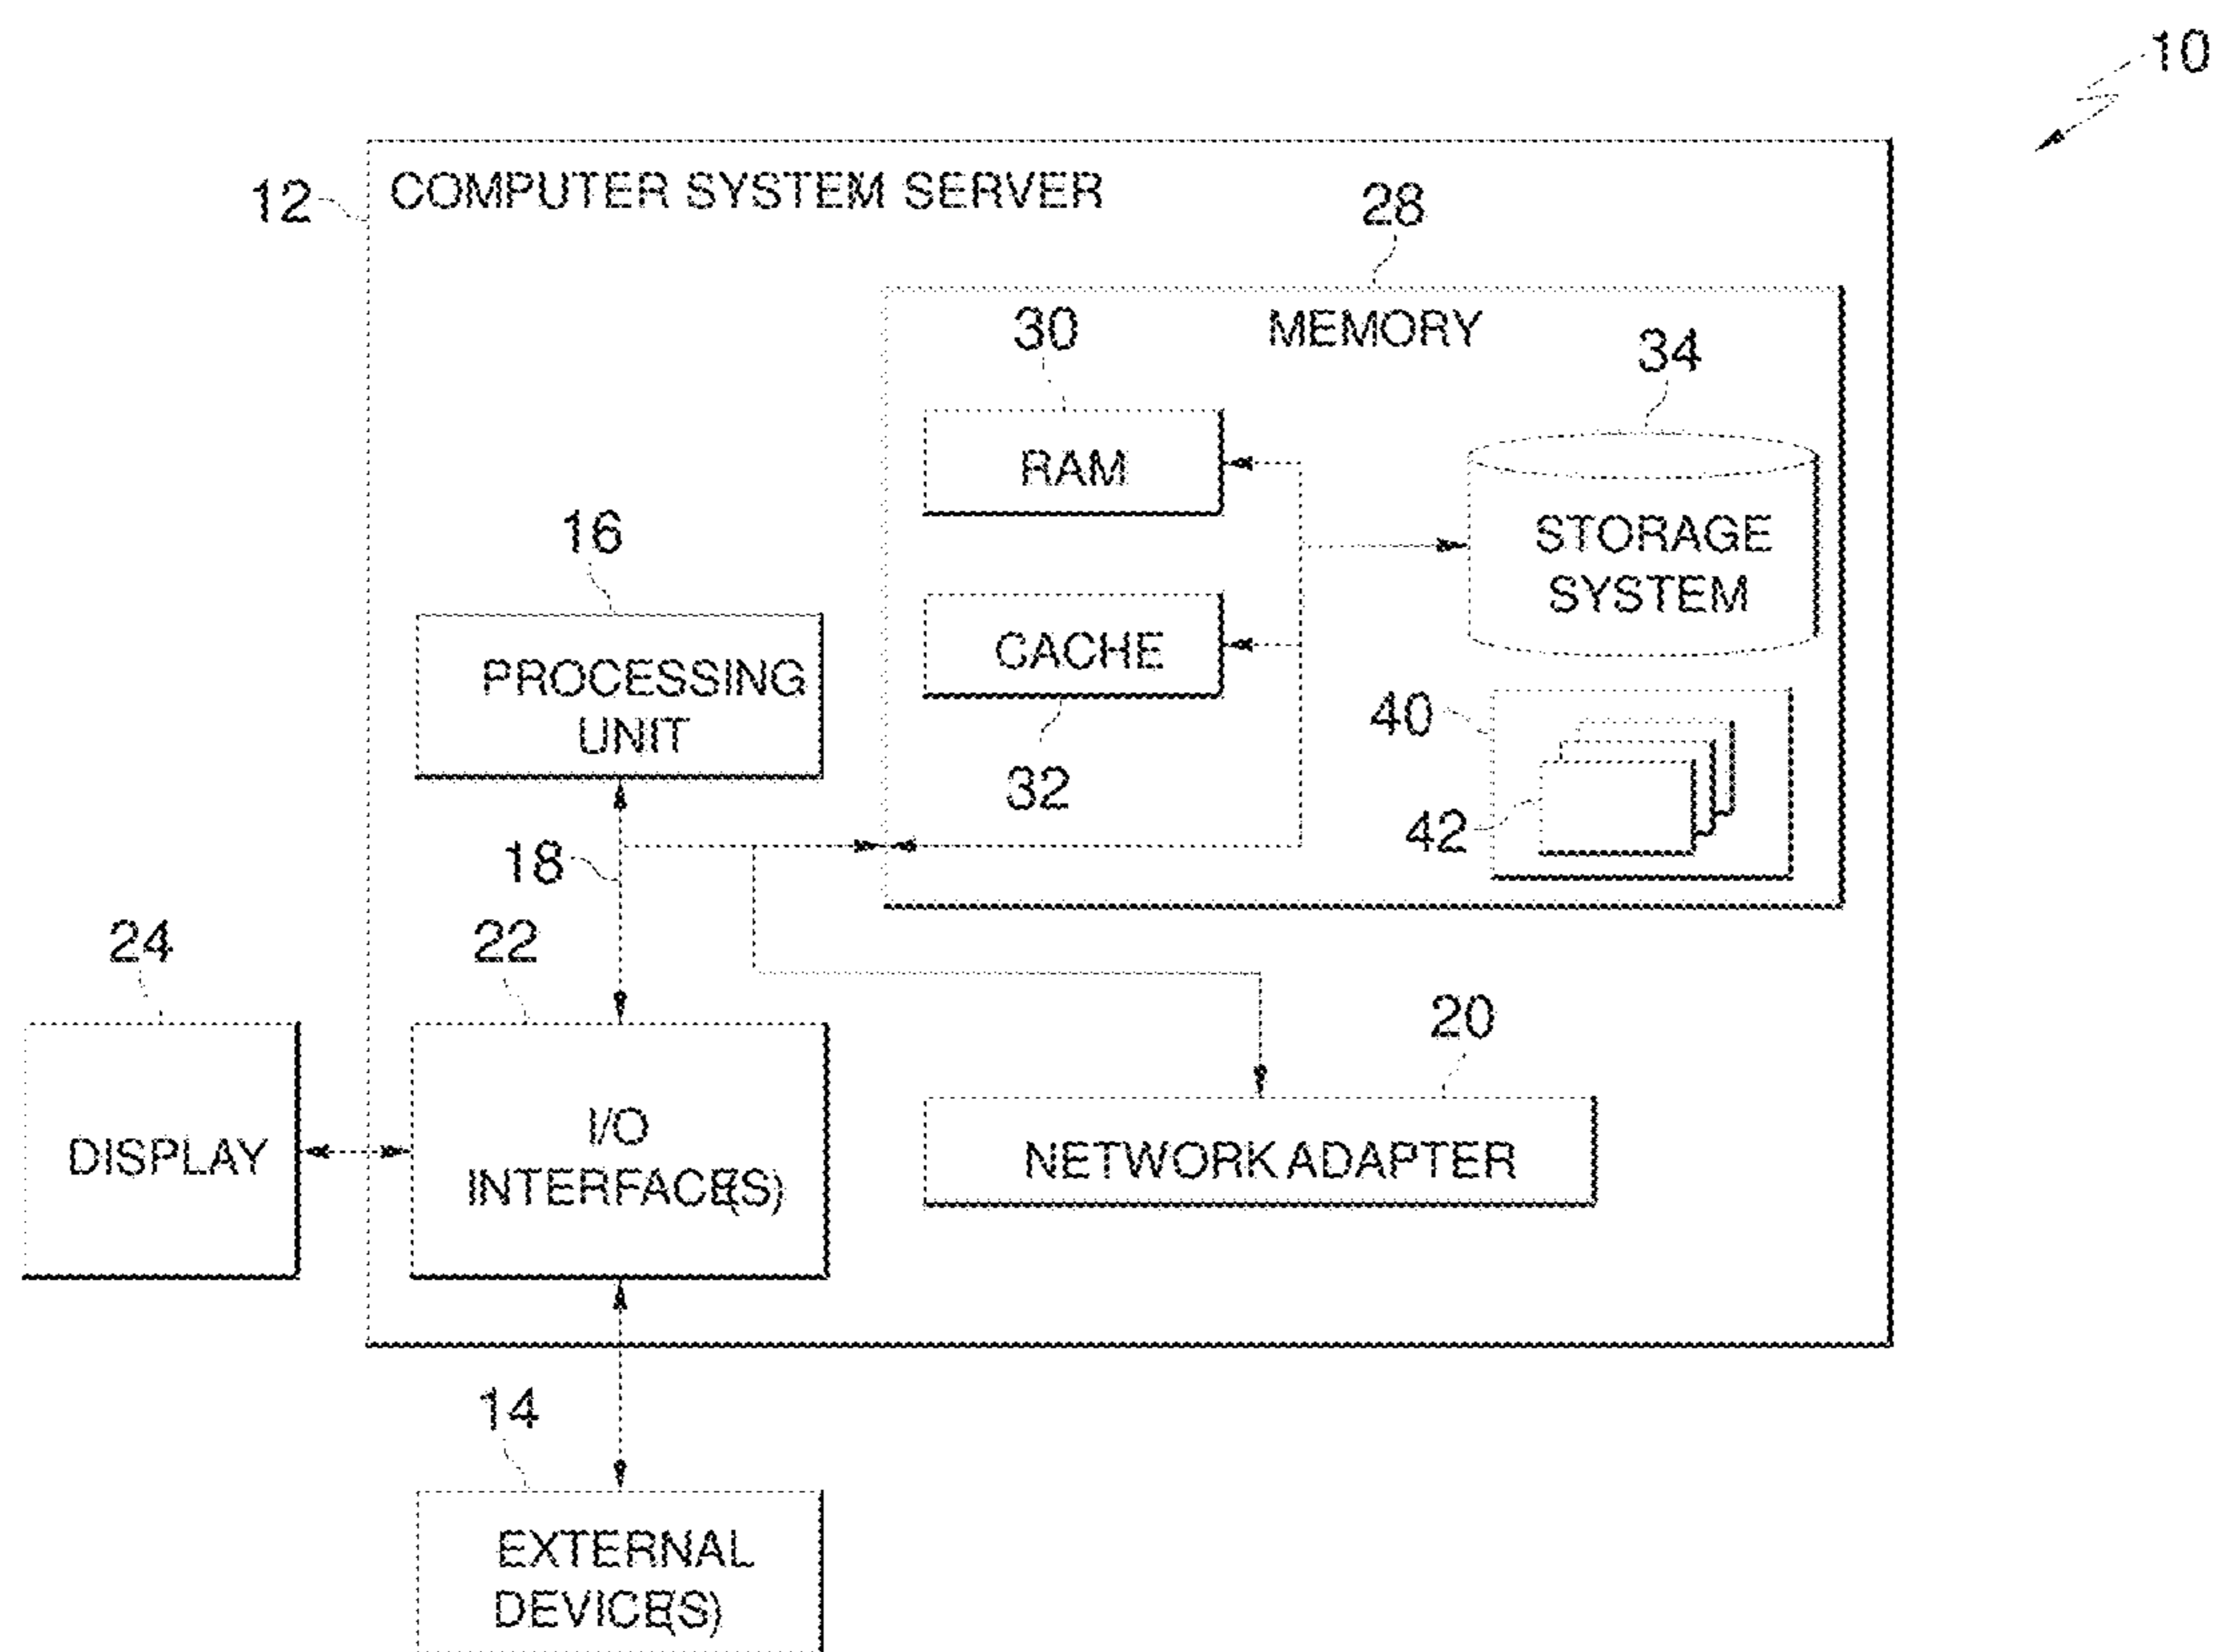 10
12
COMPUTER SYSTEM SERVER
28
MEMORY
30
34
RAM
STORAGE
SYSTEM
16
PROCESSING
UNIT
CACHE
32
40
42
18
24
22
20
DISPLAY
I/O
INTERFACE(S)
NETWORK ADAPTER
14
EXTERNAL
DEVICE(S)